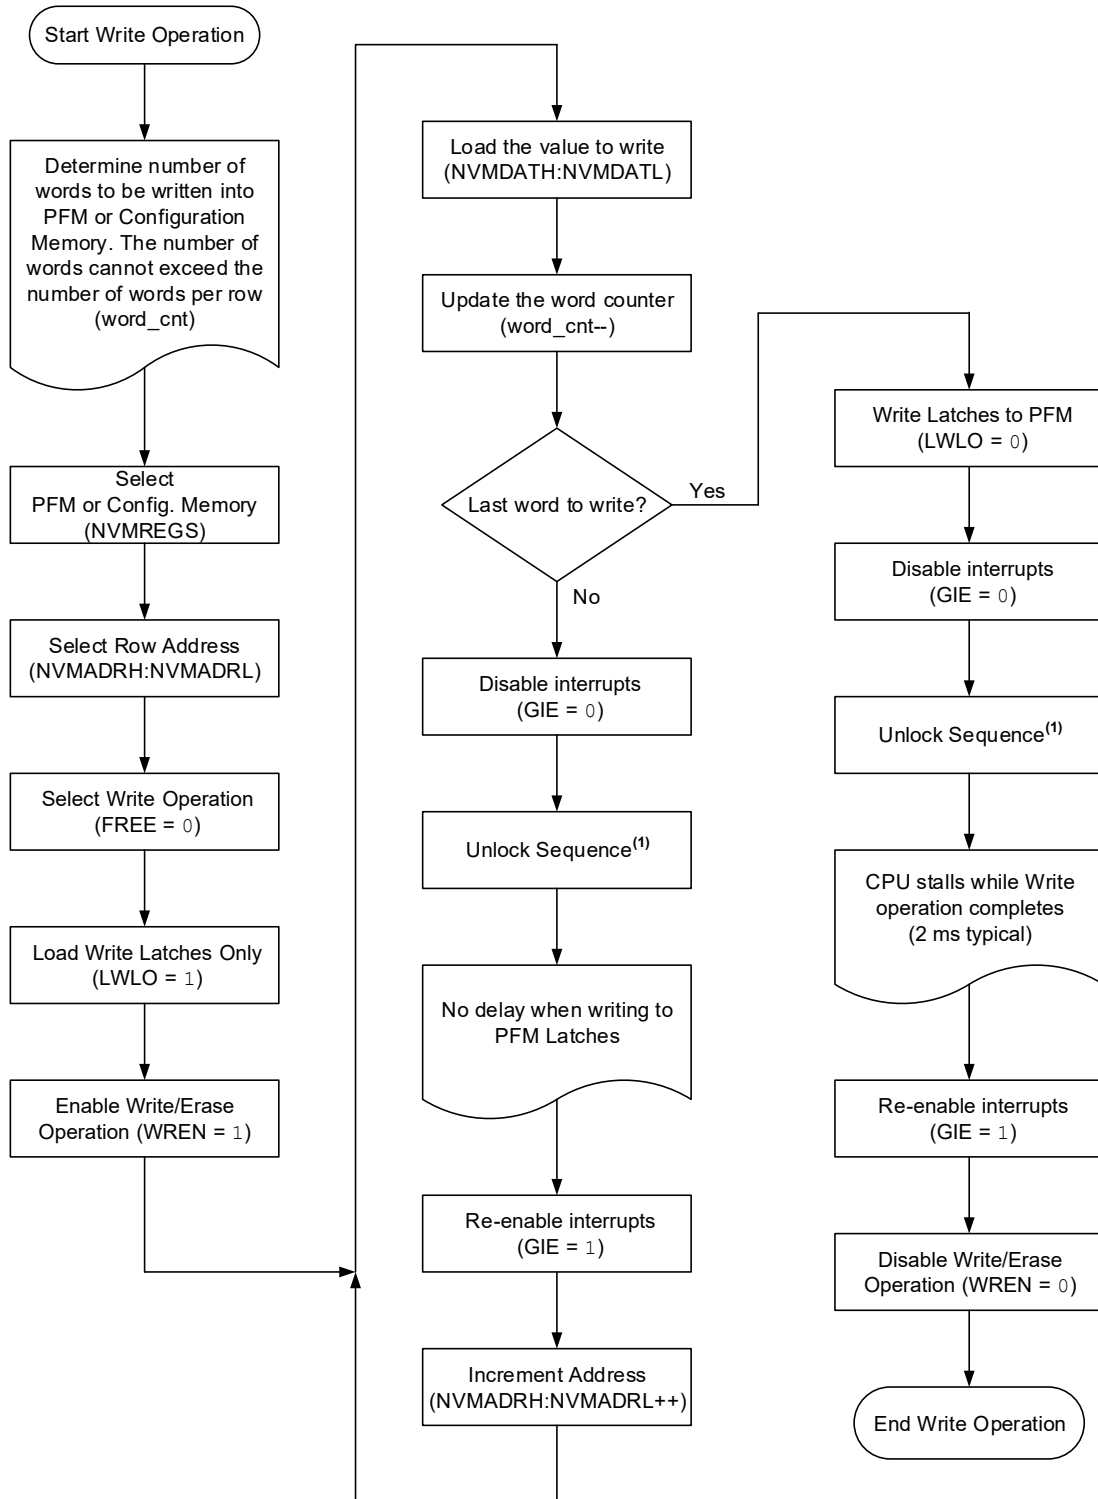 Start Write Operation
Determine number of
words to be written into
PFM or Configuration
Memory. The number of
words cannot exceed the
number of words per row
(word_cnt)
Select
PFM or Config. Memory
(NVMREGS)
Select Row Address
(NVMADRH:NVMADRL)
Select Write Operation
(FREE = 0)
Load Write Latches Only
(LWLO = 1)
Enable Write/Erase
Operation (WREN = 1)
Load the value to write
(NVMDATH:NVMDATL)
Update the word counter
(word_cnt--)
Last word to write?
Yes
No
Disable interrupts
(GIE = 0)
Unlock Sequence(1)
No delay when writing to
PFM Latches
Re-enable interrupts
(GIE = 1)
Increment Address
(NVMADRH:NVMADRL++)
Write Latches to PFM
(LWLO = 0)
Disable interrupts
(GIE = 0)
Unlock Sequence(1)
CPU stalls while Write
operation completes
(2 ms typical)
Re-enable interrupts
(GIE = 1)
Disable Write/Erase
Operation (WREN = 0)
End Write Operation